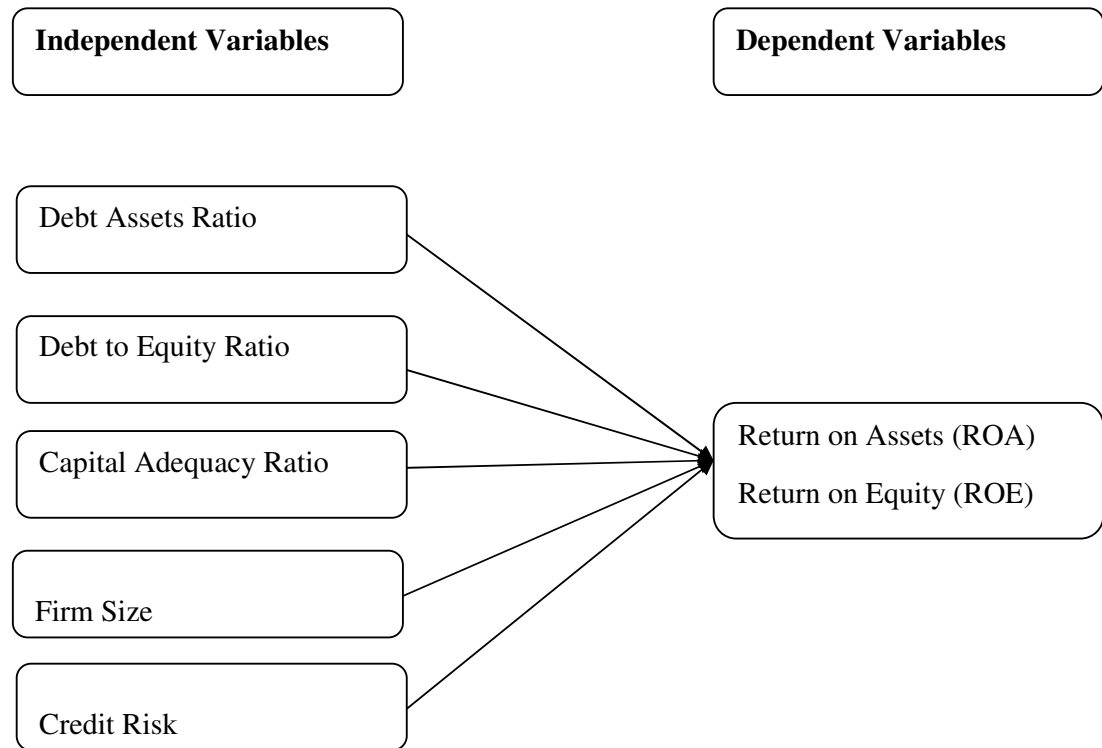 Independent Variables
Dependent Variables
Debt Assets Ratio
Debt to Equity Ratio
Capital Adequacy Ratio
Firm Size
Credit Risk
Return on Assets (ROA)
Return on Equity (ROE)